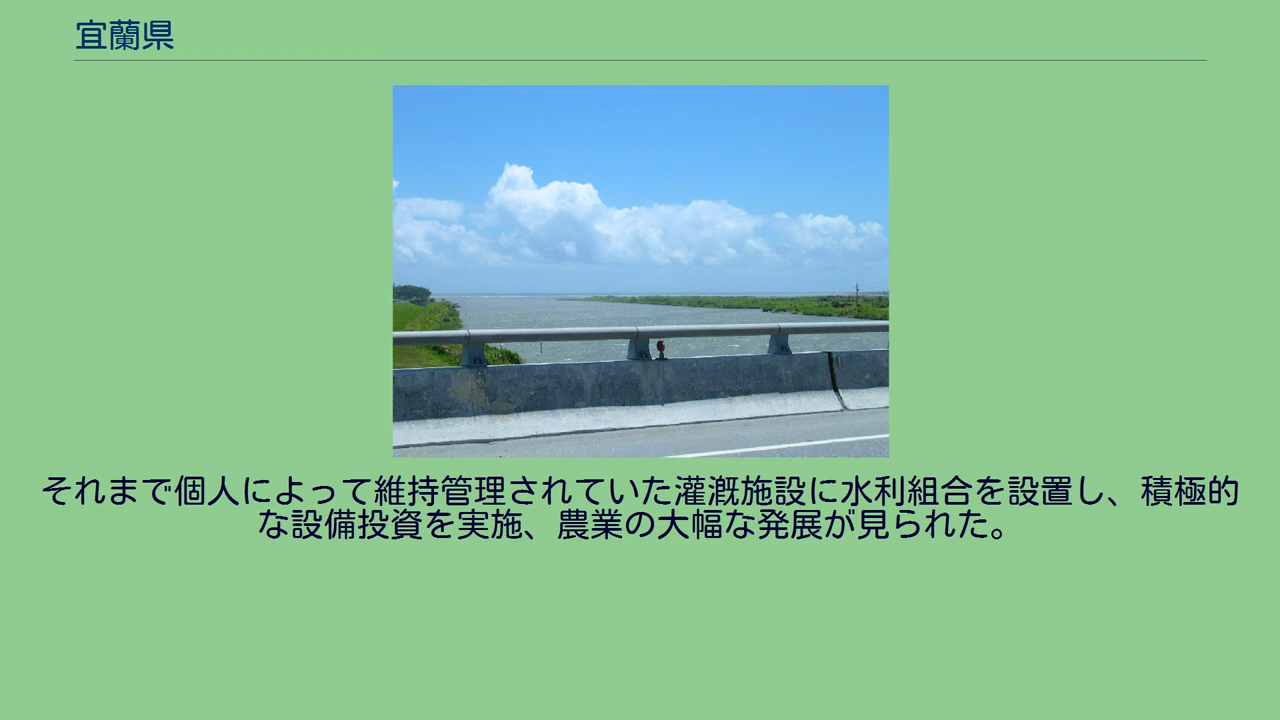 宜蘭県
それまで個人によって維持管理されていた灌漑施設に水利組合を設置し、積極的
な設備投資を実施、農業の大幅な発展が見られた。